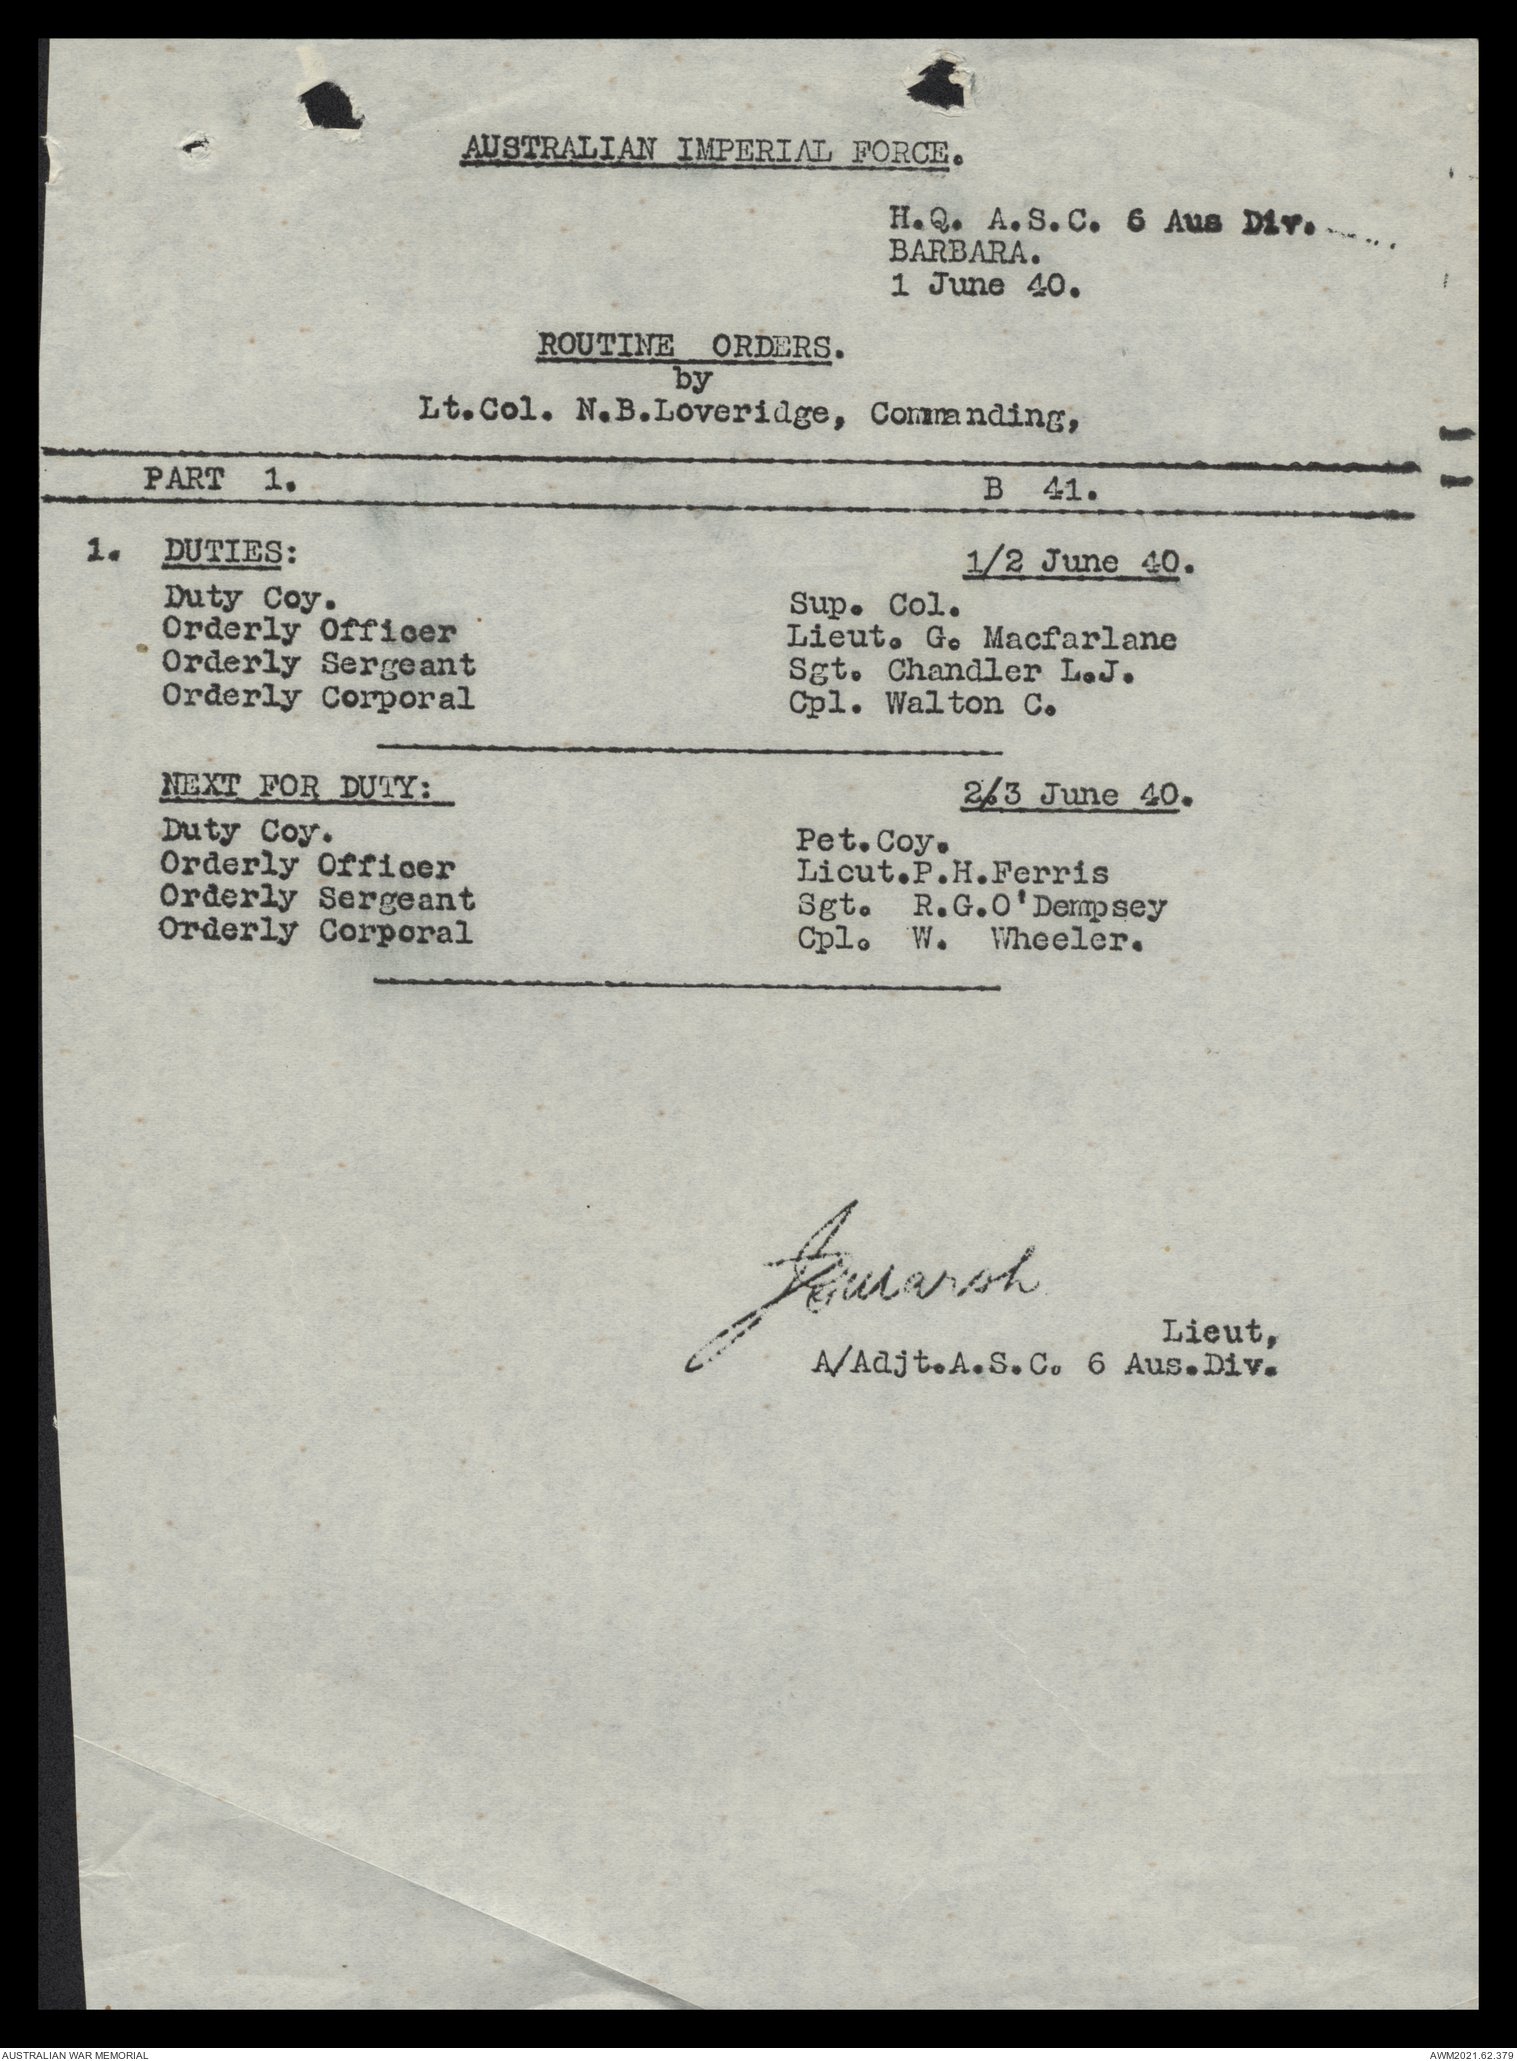 AUSTRALIAN IMPERIAL FORCE.
H.Q. A.S.C. 6 Aus Div.
BARBARA.
1 June 40.
ROUTINE ORDERS.
by
Lt.Col. N.B.Loveridge, Commanding,
PART 1. B 41.
1. DUTIES: 1/2 June 40.
Duty Coy. Sup. Col.
Orderly Officer Lieut. G. Macfarlane
Orderly Sergeant Sgt. Chandler L.J.
Orderly Corporal Cpl. Walton C.
NEXT FOR DUTY: 2/3 June 40.
Duty Coy. Pet.Coy.
Orderly Officer Lieut.P.H.Ferris
Orderly Sergeant Sgt. R.G.O'Dempsey
Orderly Corporal Cpl. W. Wheeler.
Lieut,
A/Adjt.A.S.C. 6 Aus.Div.
AUSTRALIAN WAR MEMORIAL AWM2021.62.379